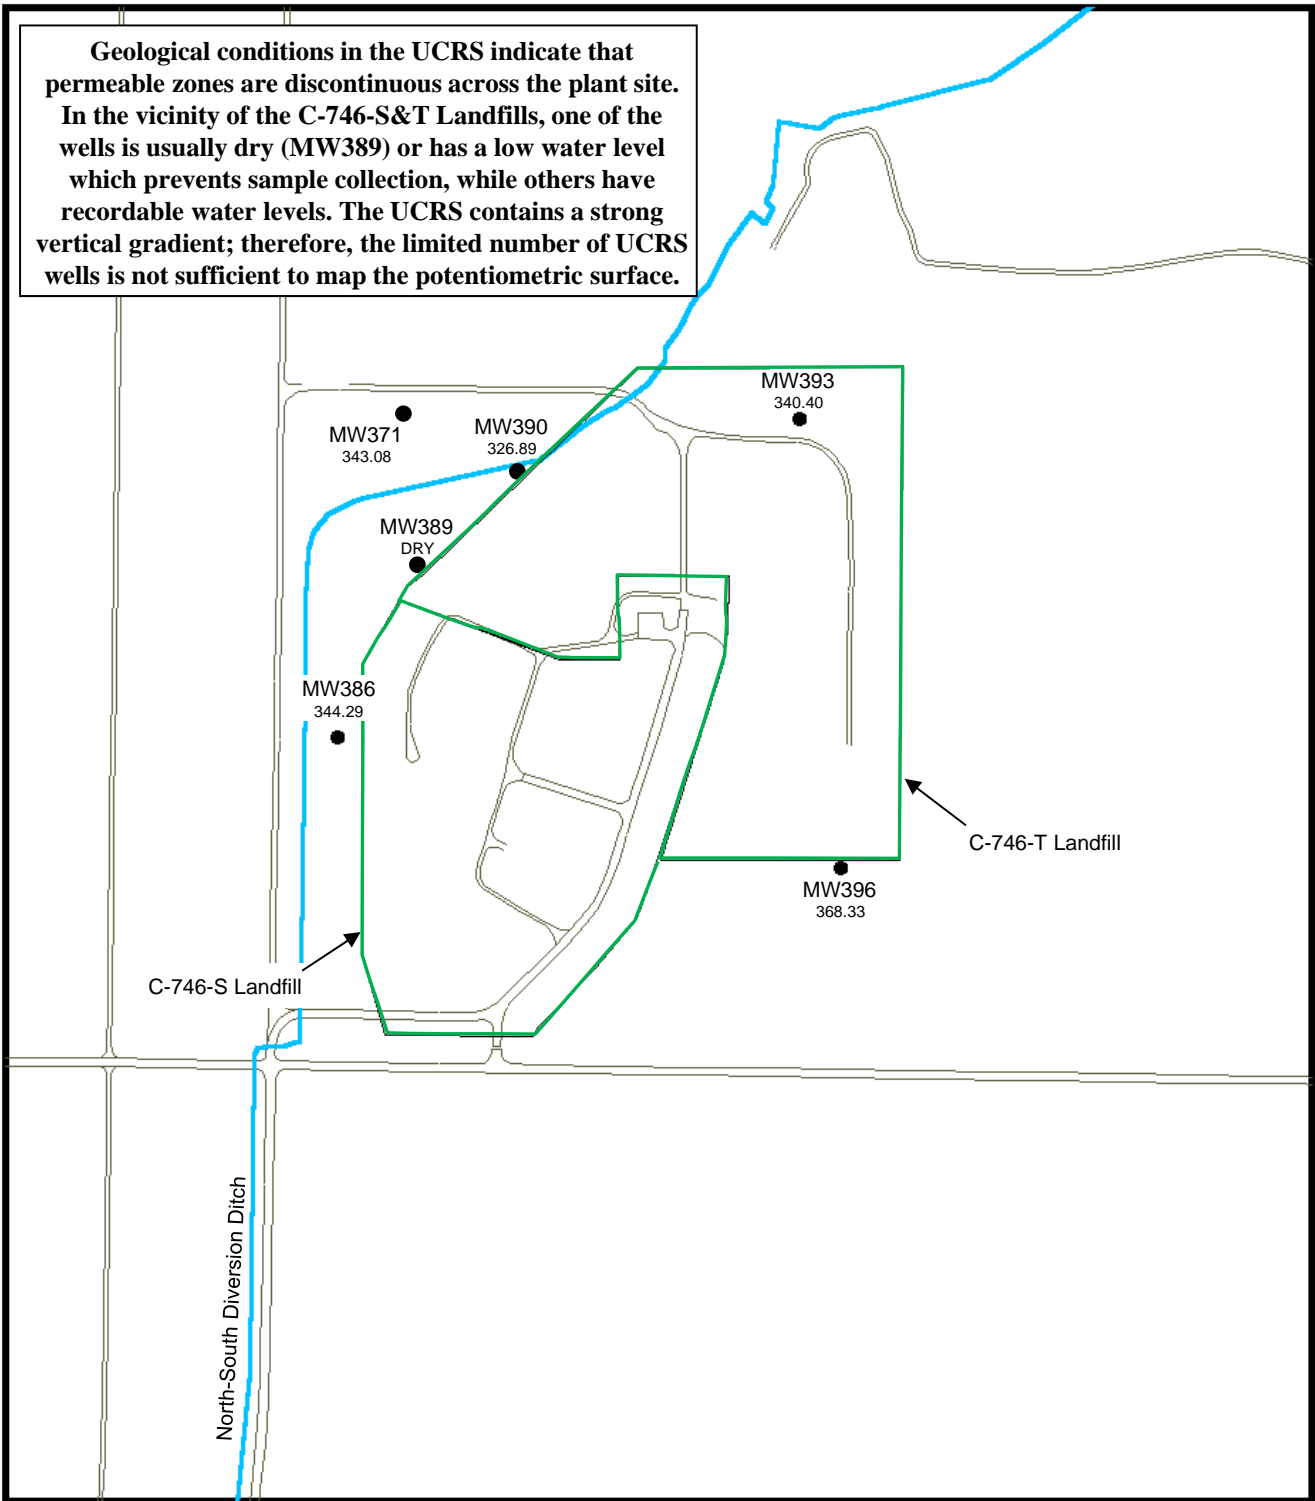 Geological conditions in the UCRS indicate that
permeable zones are discontinuous across the plant site.
In the vicinity of the C-746-S&T Landfills, one of the
wells is usually dry (MW389) or has a low water level
which prevents sample collection, while others have
recordable water levels. The UCRS contains a strong
vertical gradient; therefore, the limited number of UCRS
wells is not sufficient to map the potentiometric surface.
MW393
340.40
MW371
343.08
MW390
326.89
MW389
DRY
MW386
344.29
C-746-T Landfill
MW396
368.33
C-746-S Landfill
North-South Diversion Ditch